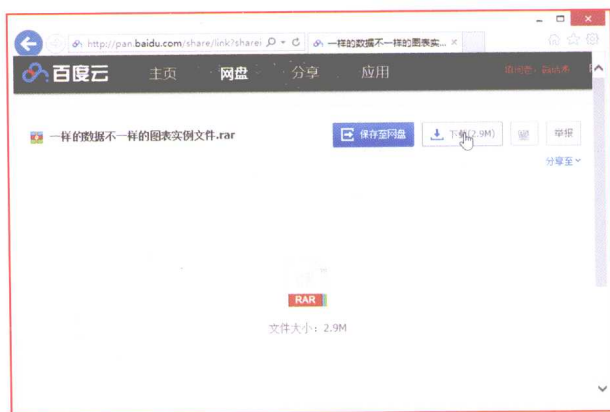 http://pan.baidu.com/share/link?sharei
一样的数据不一样的图表实...
百度云 主页 网盘 分享 应用
一样的数据不一样的图表实例文件.rar 保存至网盘 下载(2.9M) 举报
分享至
RAR
文件大小：2.9M